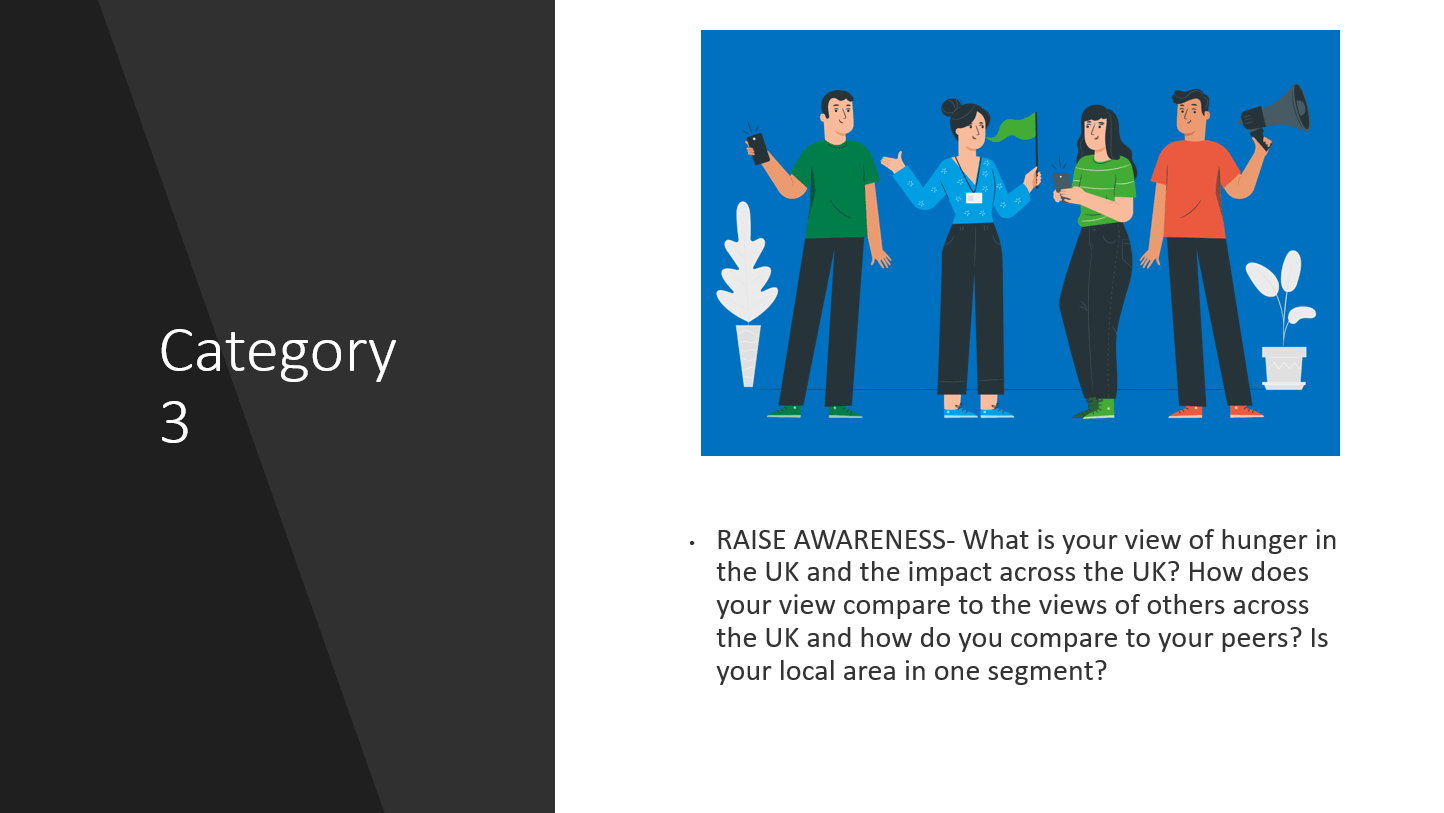 Category
3
• RAISE AWARENESS- What is your view of hunger in
the UK and the impact across the UK? How does
your view compare to the views of others across
the UK and how do you compare to your peers? Is
your local area in one segment?